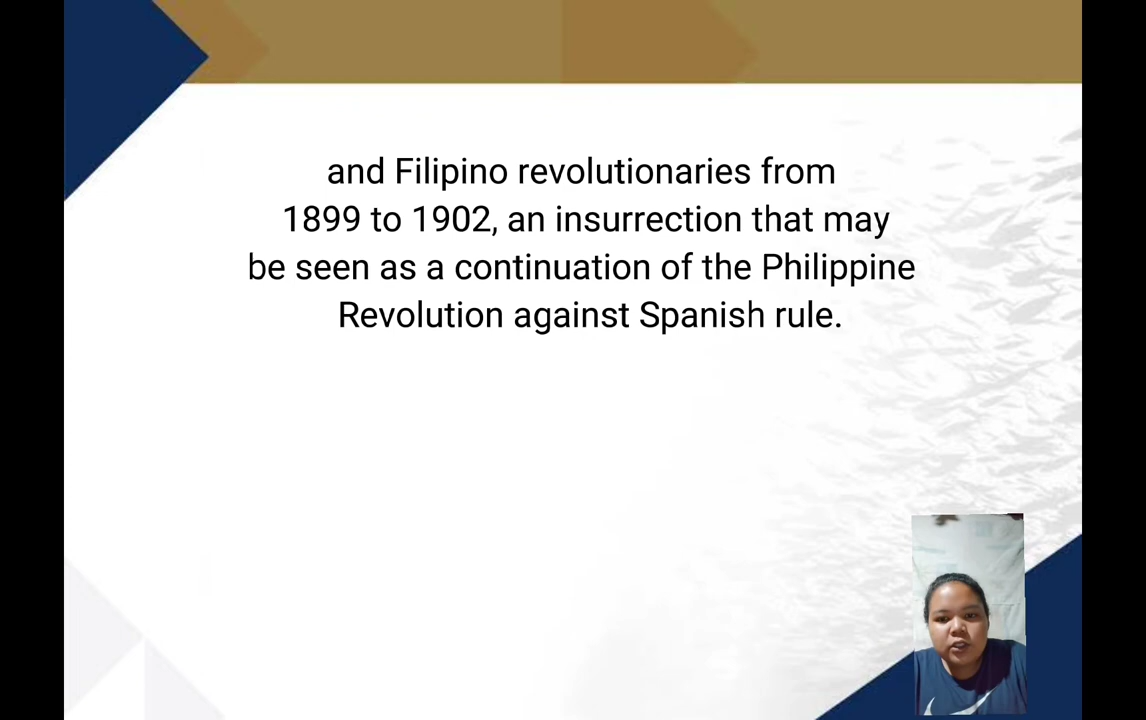 and Filipino revolutionaries from
1899 to 1902, an insurrection that may
be seen as a continuation of the Philippine
Revolution against Spanish rule.